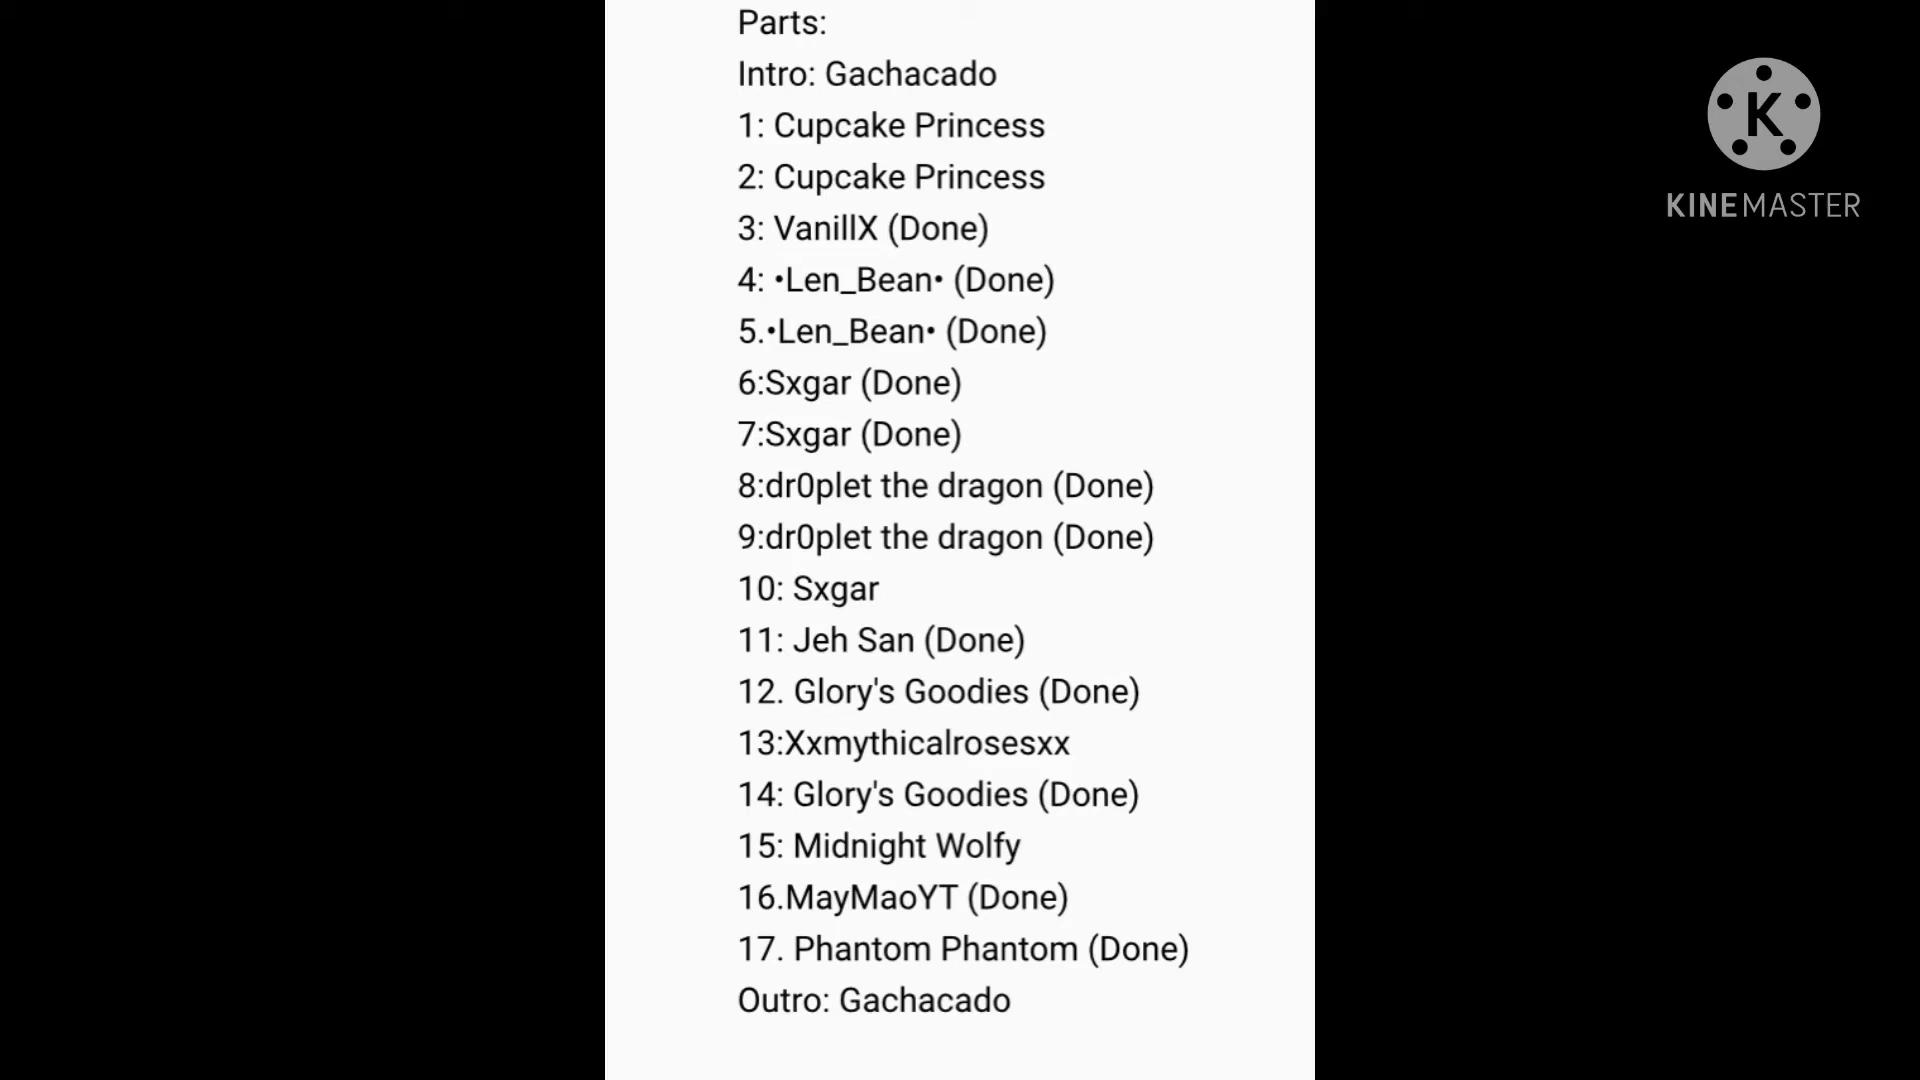 Parts:
Intro: Gachacado
1: Cupcake Princess
2: Cupcake Princess
3: VanillX (Done)
4: •Len_Bean• (Done)
5.•Len_Bean• (Done)
6:Sxgar (Done)
7:Sxgar (Done)
8:dr0plet the dragon (Done)
9:dr0plet the dragon (Done)
10: Sxgar
11: Jeh San (Done)
12. Glory's Goodies (Done)
13:Xxmythicalrosesxx
14: Glory's Goodies (Done)
15: Midnight Wolfy
16.MayMaoYT (Done)
17. Phantom Phantom (Done)
Outro: Gachacado
K
KINEMASTER